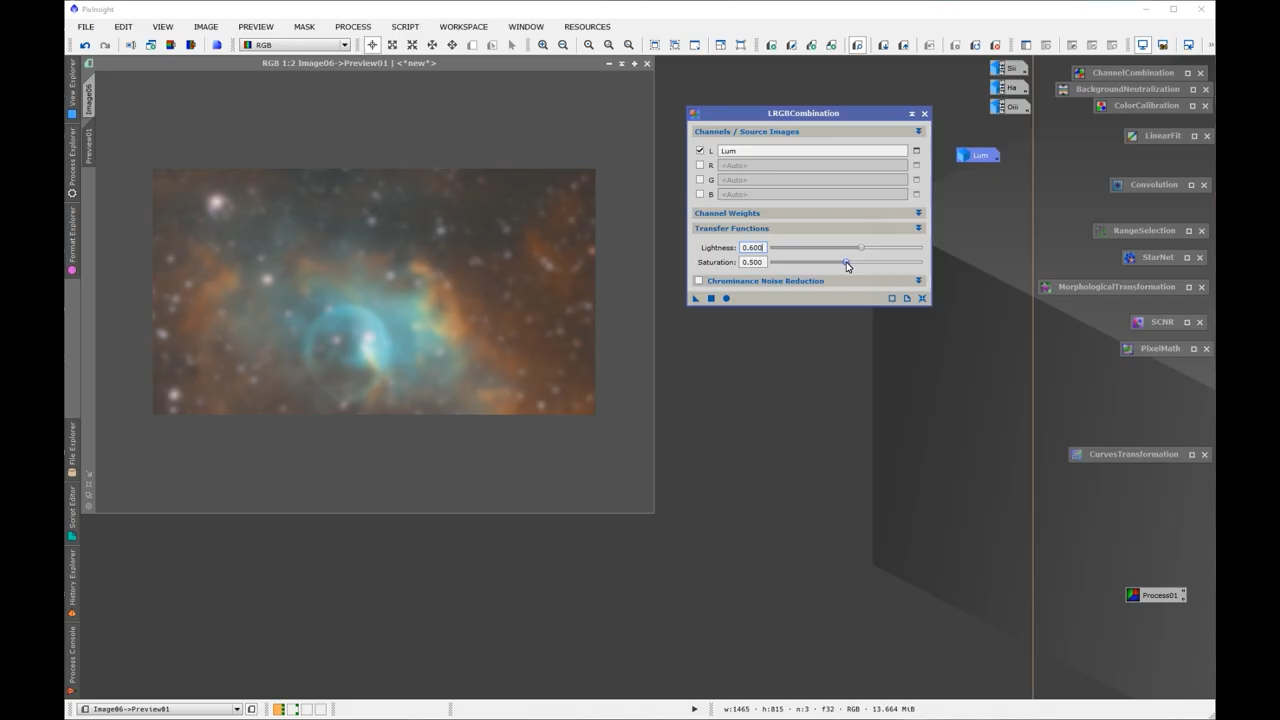 PixInsight
FILE EDIT VIEW IMAGE PREVIEW MASK PROCESS SCRIPT WORKSPACE WINDOW RESOURCES
RGB
RGB 1:2 Image06->Preview01 | <*new*>
View Explorer
Process Explorer
Format Explorer
File Explorer
Script Editor
History Explorer
Process Console
Image06
Preview01
LRGBCombination
Channels / Source Images
L Lum
R <Auto>
G <Auto>
B <Auto>
Channel Weights
Transfer Functions
Lightness: 0.600
Saturation: 0.500
Chrominance Noise Reduction
Sii
Ha
Oiii
Lum
ChannelCombination
BackgroundNeutralization
ColorCalibration
LinearFit
Convolution
RangeSelection
StarNet
MorphologicalTransformation
SCNR
PixelMath
CurvesTransformation
Process01
Image06->Preview01
w:1465 · h:815 · n:3 · f32 · RGB · 13.664 MiB